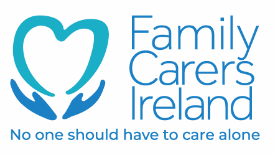 Family
Carers
Ireland
No one should have to care alone